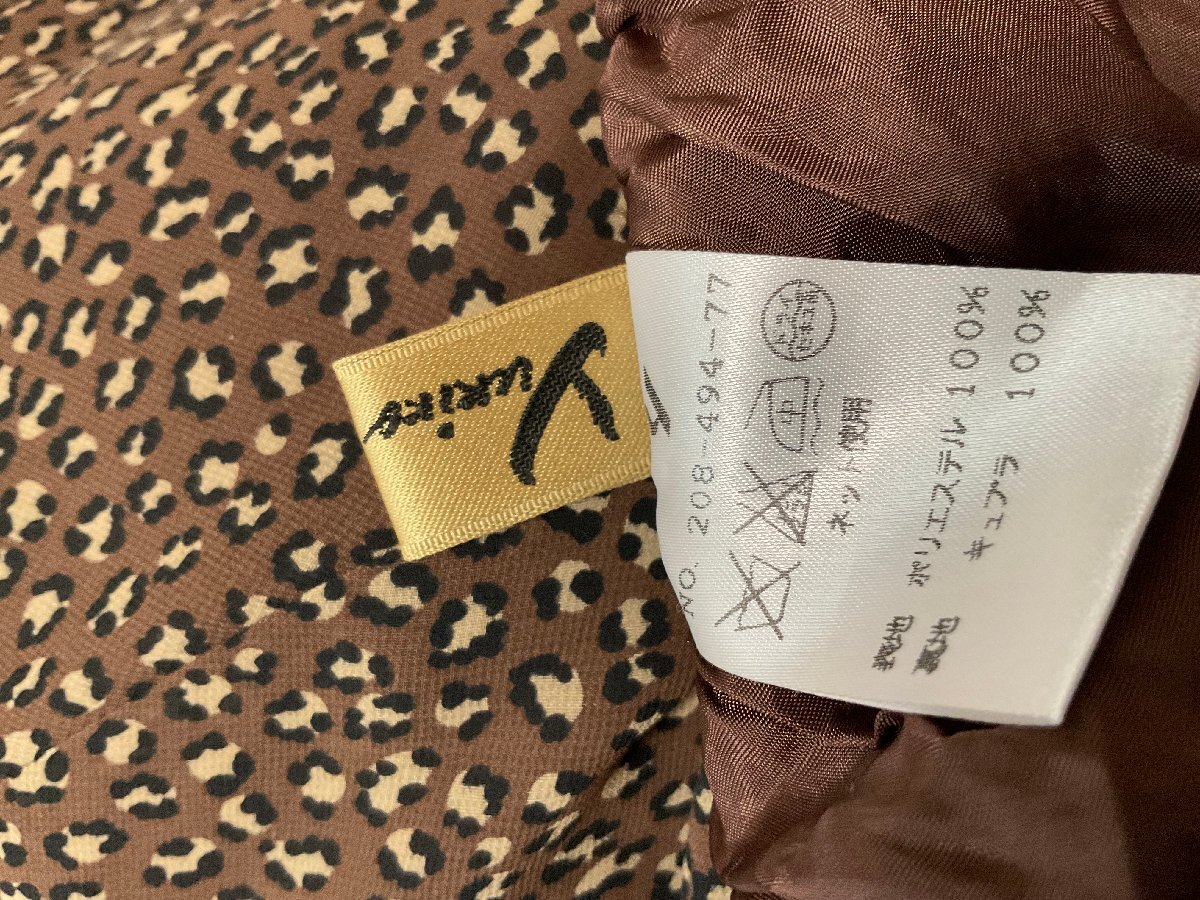 Yukiko
NO. 208-494-77
ネット使用
表地 ポリエステル 100%
裏地 キュプラ 100%